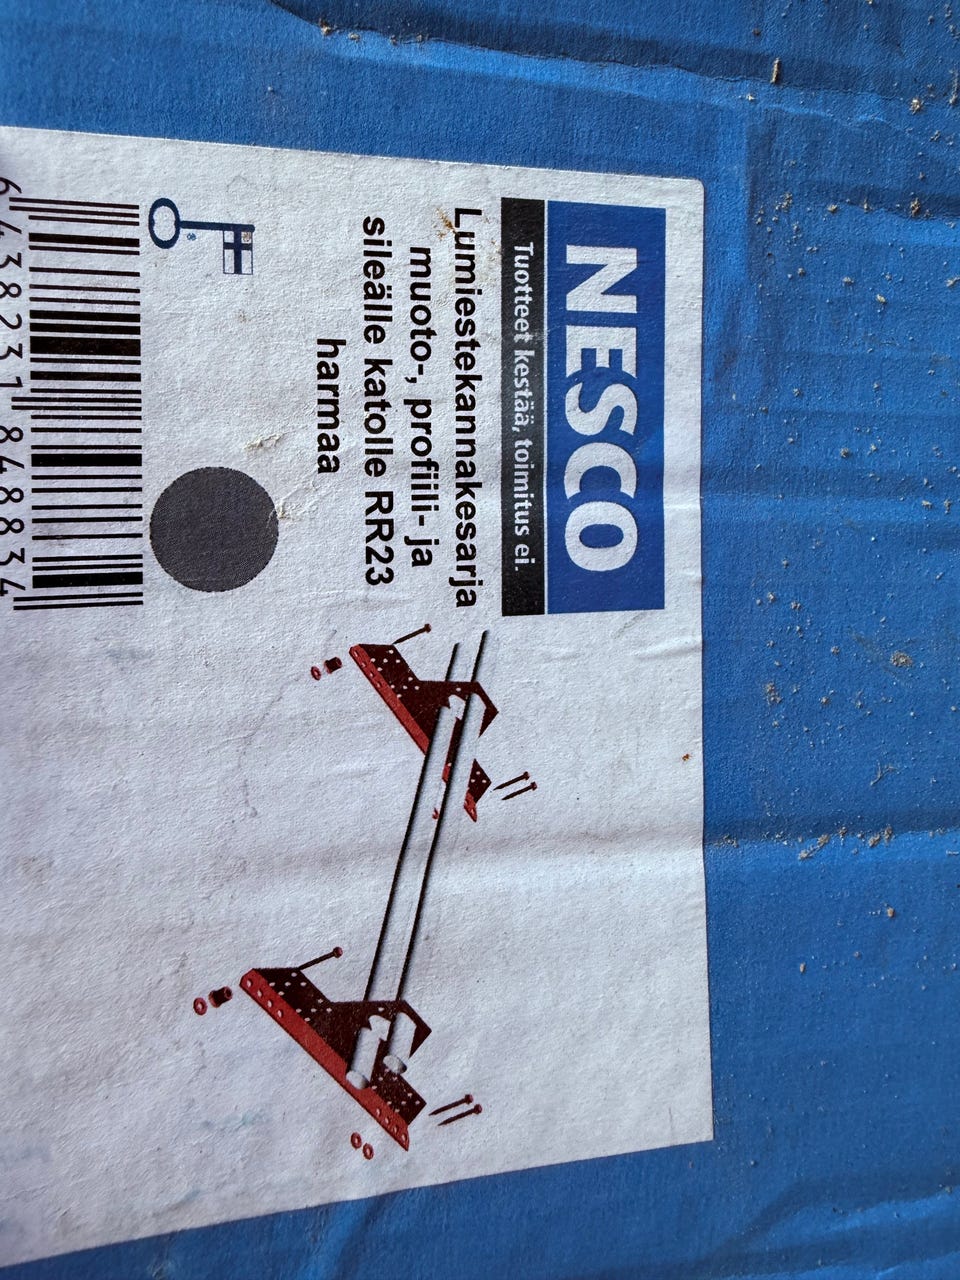 NESCO
Tuotteet kestää, toimitus ei.
Lumiestekannakesarja
muoto-, profiili- ja
sileälle katolle RR23
harmaa
6438231848834